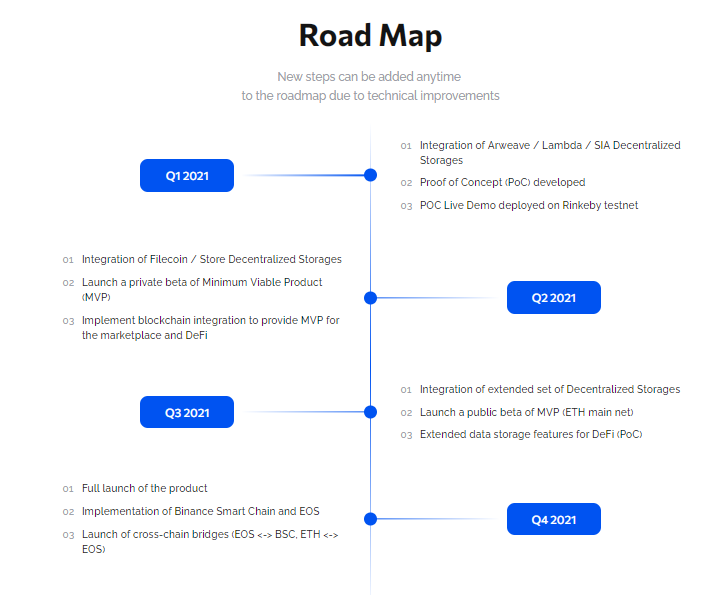 Road Map
New steps can be added anytime
to the roadmap due to technical improvements
Q1 2021
01 Integration of Arweave / Lambda / SIA Decentralized
Storages
02 Proof of Concept (PoC) developed
03 POC Live Demo deployed on Rinkeby testnet
01 Integration of Filecoin / Store Decentralized Storages
02 Launch a private beta of Minimum Viable Product
(MVP)
03 Implement blockchain integration to provide MVP for
the marketplace and DeFi
Q2 2021
Q3 2021
01 Integration of extended set of Decentralized Storages
02 Launch a public beta of MVP (ETH main net)
03 Extended data storage features for DeFi (PoC)
01 Full launch of the product
02 Implementation of Binance Smart Chain and EOS
03 Launch of cross-chain bridges (EOS <-> BSC, ETH <->
EOS)
Q4 2021